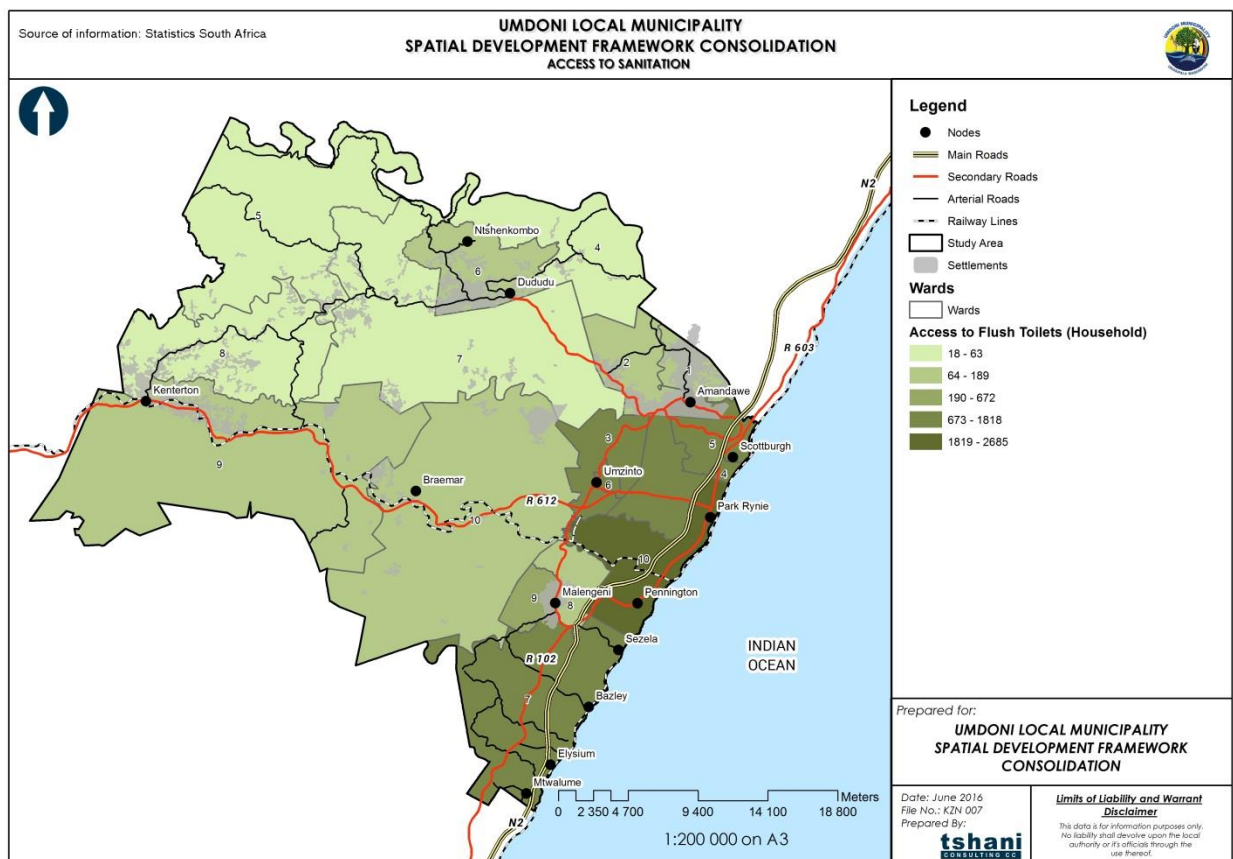 Source of information: Statistics South Africa
UMDONI LOCAL MUNICIPALITY
SPATIAL DEVELOPMENT FRAMEWORK CONSOLIDATION
ACCESS TO SANITATION
Legend
Nodes
Main Roads
Secondary Roads
Arterial Roads
Railway Lines
Study Area
Settlements
Wards
Wards
Access to Flush Toilets (Household)
18 - 63
64 - 189
190 - 672
673 - 1818
1819 - 2685
N2
5
Ntshenkombo
4
6
Dududu
R 603
8
7
2
1
Kenterton
Amandawe
3
5
Scottburgh
9
4
Umzinto
6
Braemar
R 612
Park Rynie
10
10
9
Malengeni
8
Pennington
Sezela
INDIAN
OCEAN
R 102
7
Bazley
Elysium
Mtwalume
N2
Meters
0 2 350 4 700 9 400 14 100 18 800
1:200 000 on A3
Prepared for:
UMDONI LOCAL MUNICIPALITY
SPATIAL DEVELOPMENT FRAMEWORK
CONSOLIDATION
Date: June 2016
File No.: KZN 007
Prepared By:
tshani
CONSULTING CC
Limits of Liability and Warrant
Disclaimer
This data is for information purposes only.
No liability shall devolve upon the local
authority or it's officials through the
use thereof.